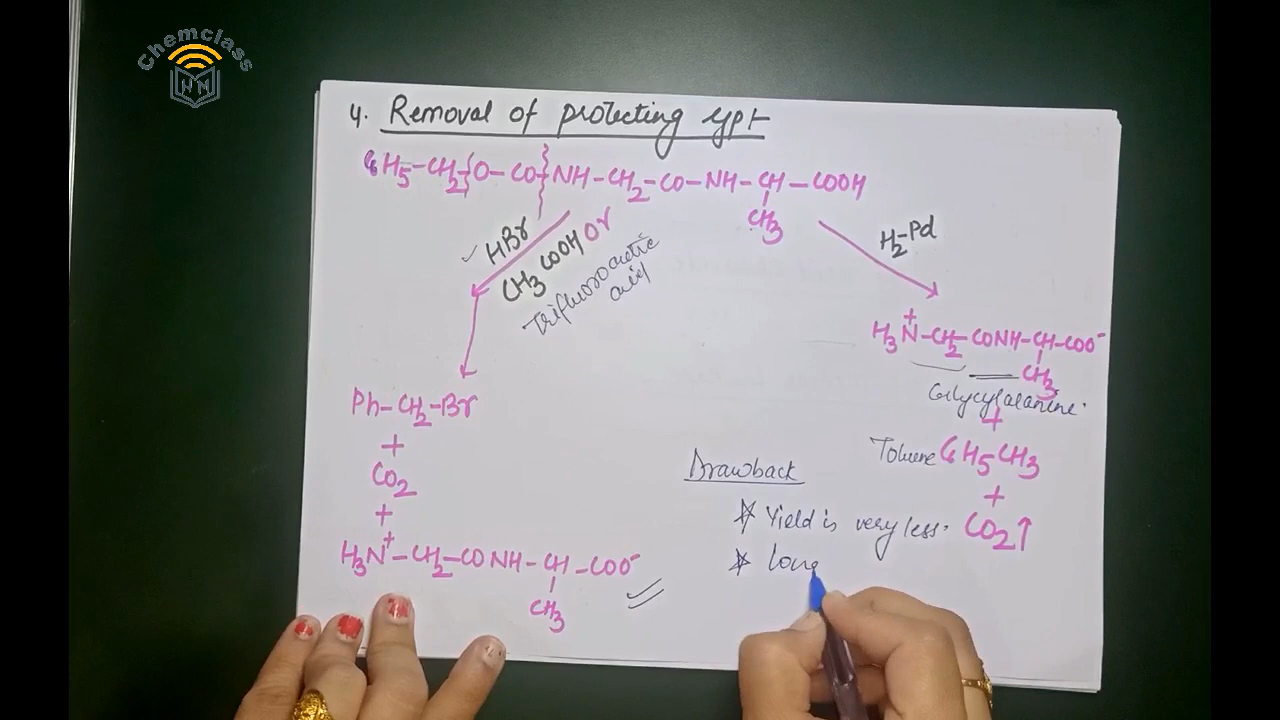 Chemclass
NM
4. Removal of protecting gpt
C6H5-CH2-O-CO-NH-CH2-CO-NH-CH-COOH
CH3
HBr
CH3COOH Or
Trifluoroacetic
acid
H2-Pd
H3N+-CH2-CONH-CH-COO-
CH3
Glycylalanine.
+
Toluene C6H5CH3
+
CO2↑
Ph-CH2-Br
+
CO2
+
H3N+-CH2-CONH-CH-COO-
CH3
Drawback
* Yield is very less.
* Long